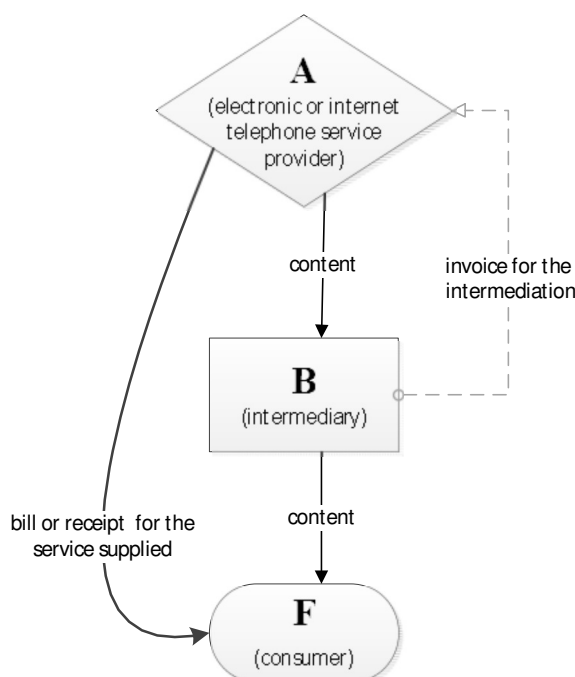 A
(electronic or internet
telephone service
provider)
content
invoice for the
intermediation
B
(intermediary)
bill or receipt for the
service supplied
content
F
(consumer)